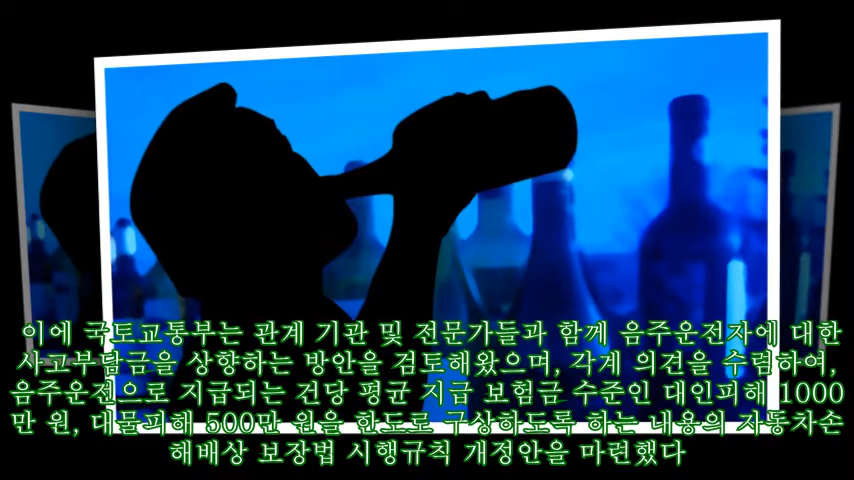 이에 국토교통부는 관계 기관 및 전문가들과 함께 음주운전자에 대한
사고부담금을 상향하는 방안을 검토해왔으며, 각계 의견을 수렴하여,
음주운전으로 지급되는 건당 평균 지급 보험금 수준인 대인피해 1000
만 원, 대물피해 500만 원을 한도로 구상하도록 하는 내용의 자동차손
해배상 보장법 시행규칙 개정안을 마련했다